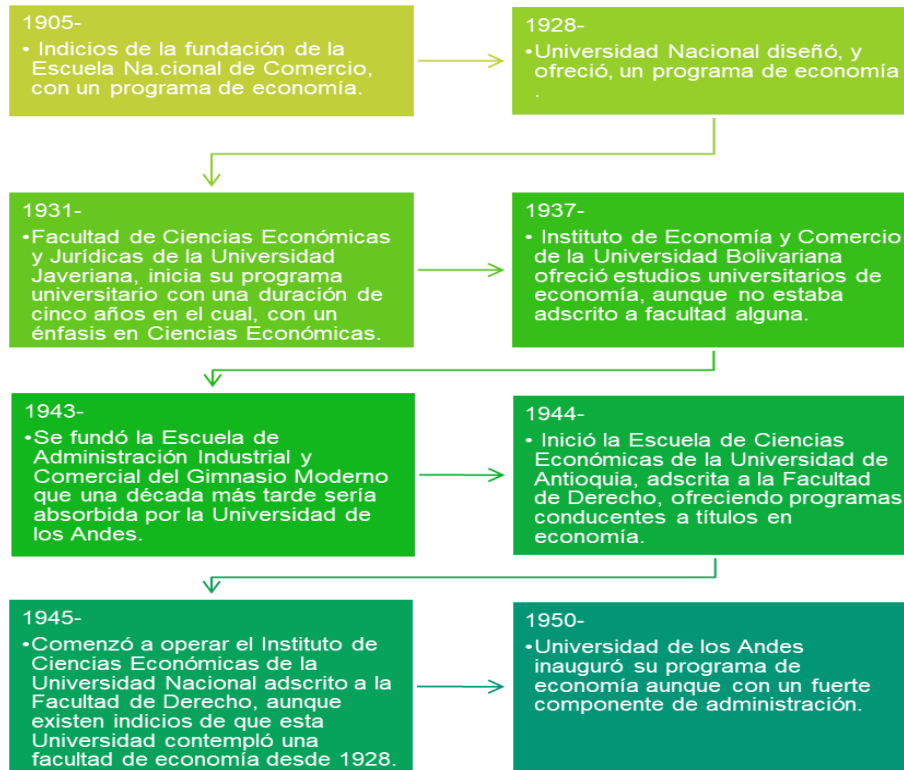 1905-
• Indicios de la fundación de la
Escuela Na.cional de Comercio,
con un programa de economía.
1928-
•Universidad Nacional diseñó, y
ofreció, un programa de economía
.
1931-
•Facultad de Ciencias Económicas
y Jurídicas de la Universidad
Javeriana, inicia su programa
universitario con una duración de
cinco años en el cual, con un
énfasis en Ciencias Económicas.
1937-
• Instituto de Economía y Comercio
de la Universidad Bolivariana
ofreció estudios universitarios de
economía, aunque no estaba
adscrito a facultad alguna.
1943-
•Se fundó la Escuela de
Administración Industrial y
Comercial del Gimnasio Moderno
que una década más tarde sería
absorbida por la Universidad de
los Andes.
1944-
• Inició la Escuela de Ciencias
Económicas de la Universidad de
Antioquia, adscrita a la Facultad
de Derecho, ofreciendo programas
conducentes a títulos en
economía.
1945-
•Comenzó a operar el Instituto de
Ciencias Económicas de la
Universidad Nacional adscrito a la
Facultad de Derecho, aunque
existen indicios de que esta
Universidad contempló una
facultad de economía desde 1928.
1950-
•Universidad de los Andes
inauguró su programa de
economía aunque con un fuerte
componente de administración.